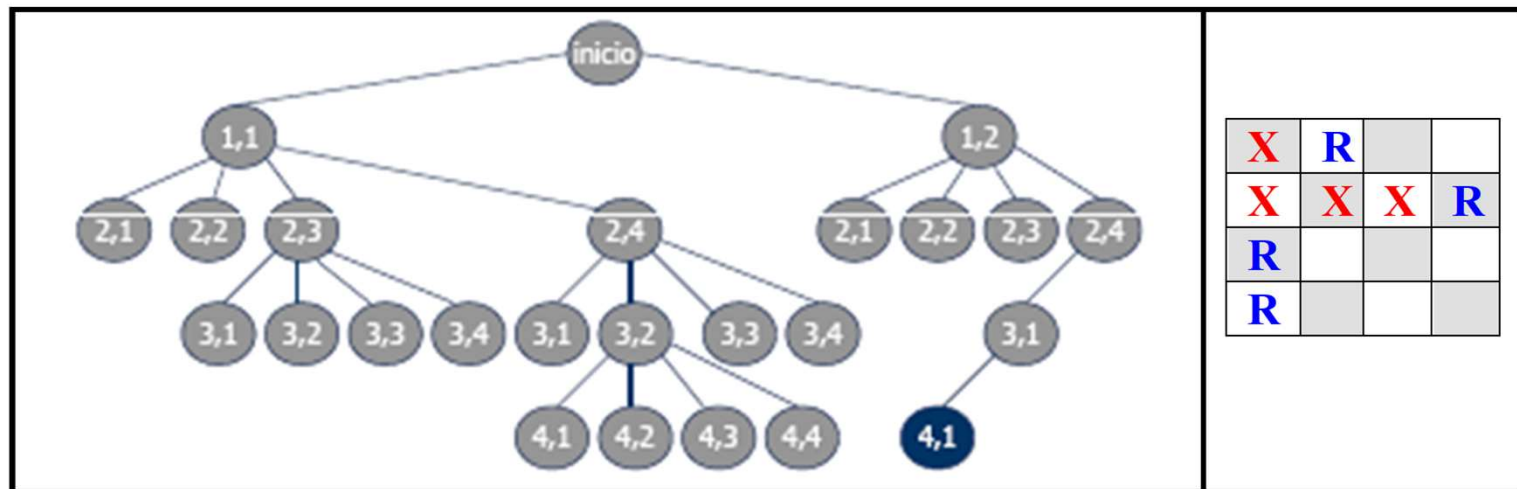 inicio
1,1 1,2
2,1 2,2 2,3 2,4 2,1 2,2 2,3 2,4
3,1 3,2 3,3 3,4 3,1 3,2 3,3 3,4 3,1
4,1 4,2 4,3 4,4 4,1
X R
X X X R
R
R